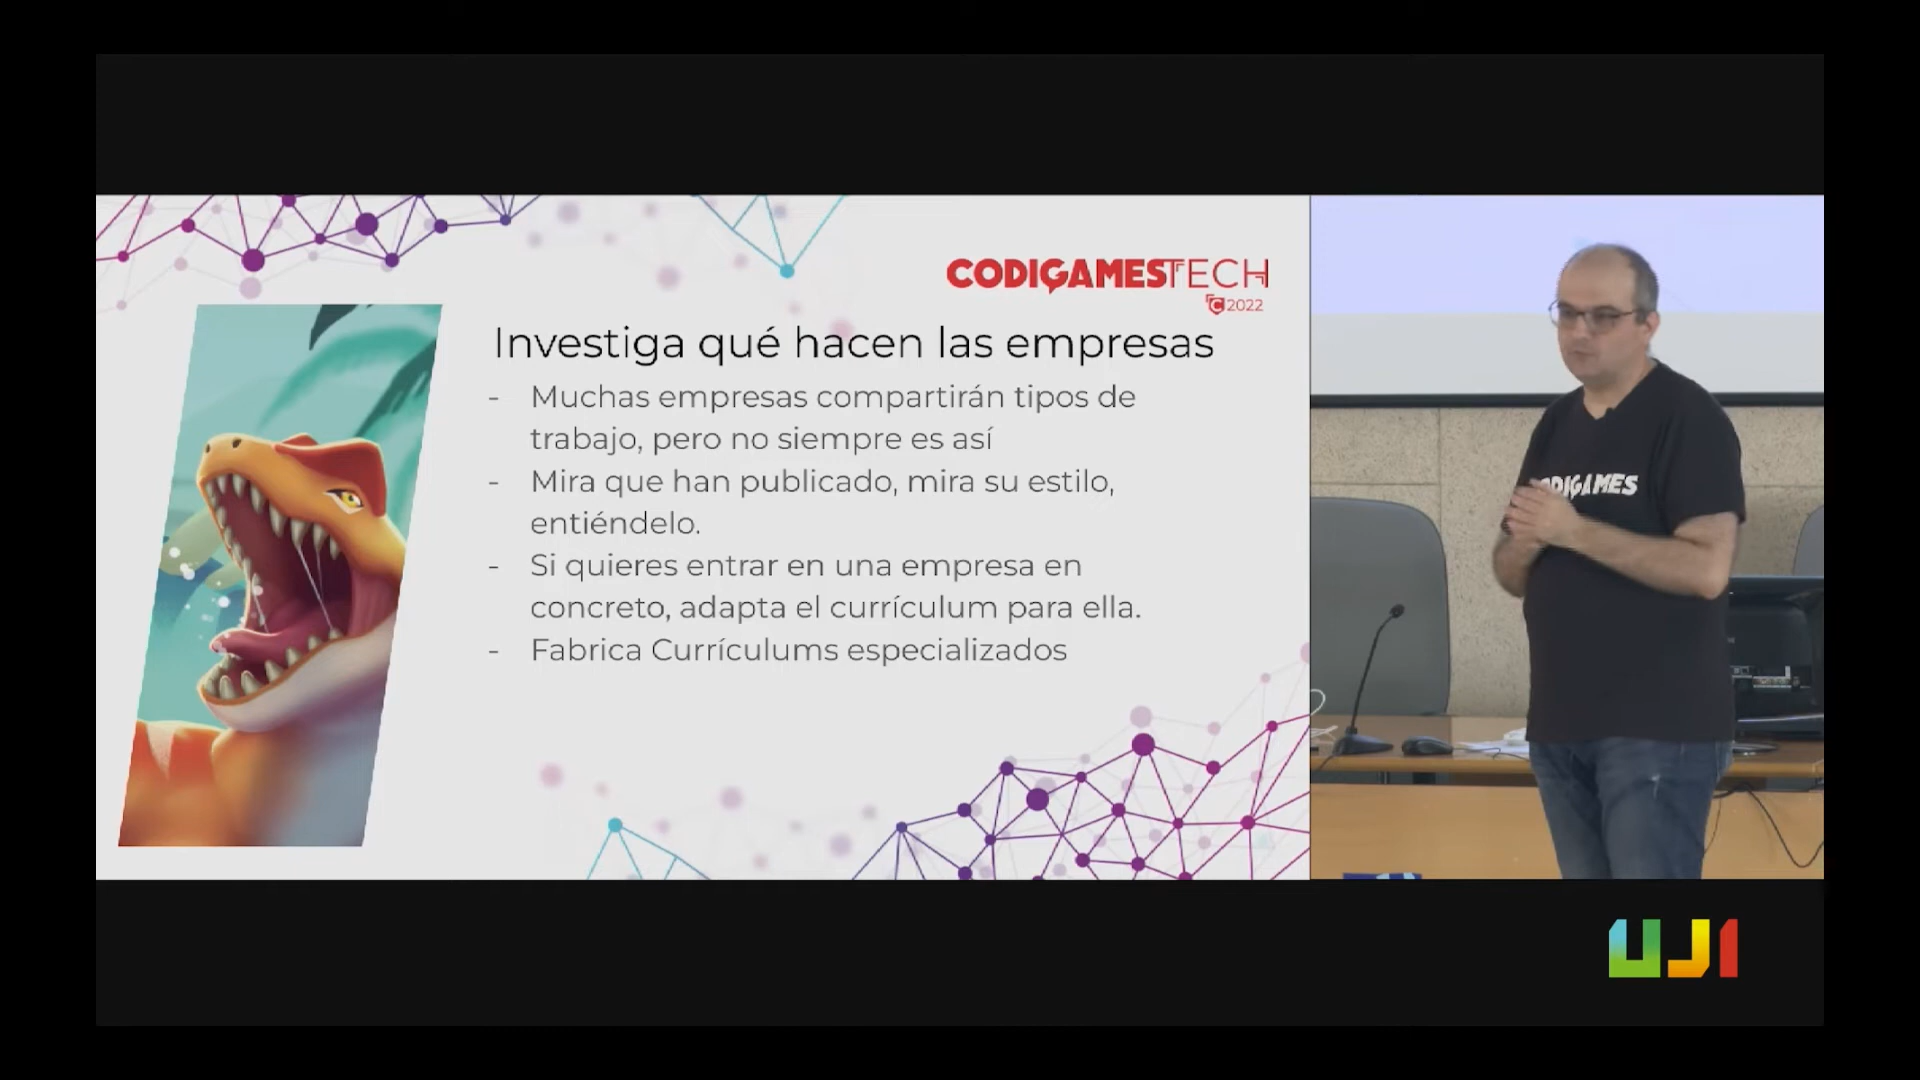 CODIGAMESTECH
C 2022
Investiga qué hacen las empresas
- Muchas empresas compartirán tipos de
trabajo, pero no siempre es así
- Mira que han publicado, mira su estilo,
entiéndelo.
- Si quieres entrar en una empresa en
concreto, adapta el currículum para ella.
- Fabrica Currículums especializados
CODIGAMES
UJI